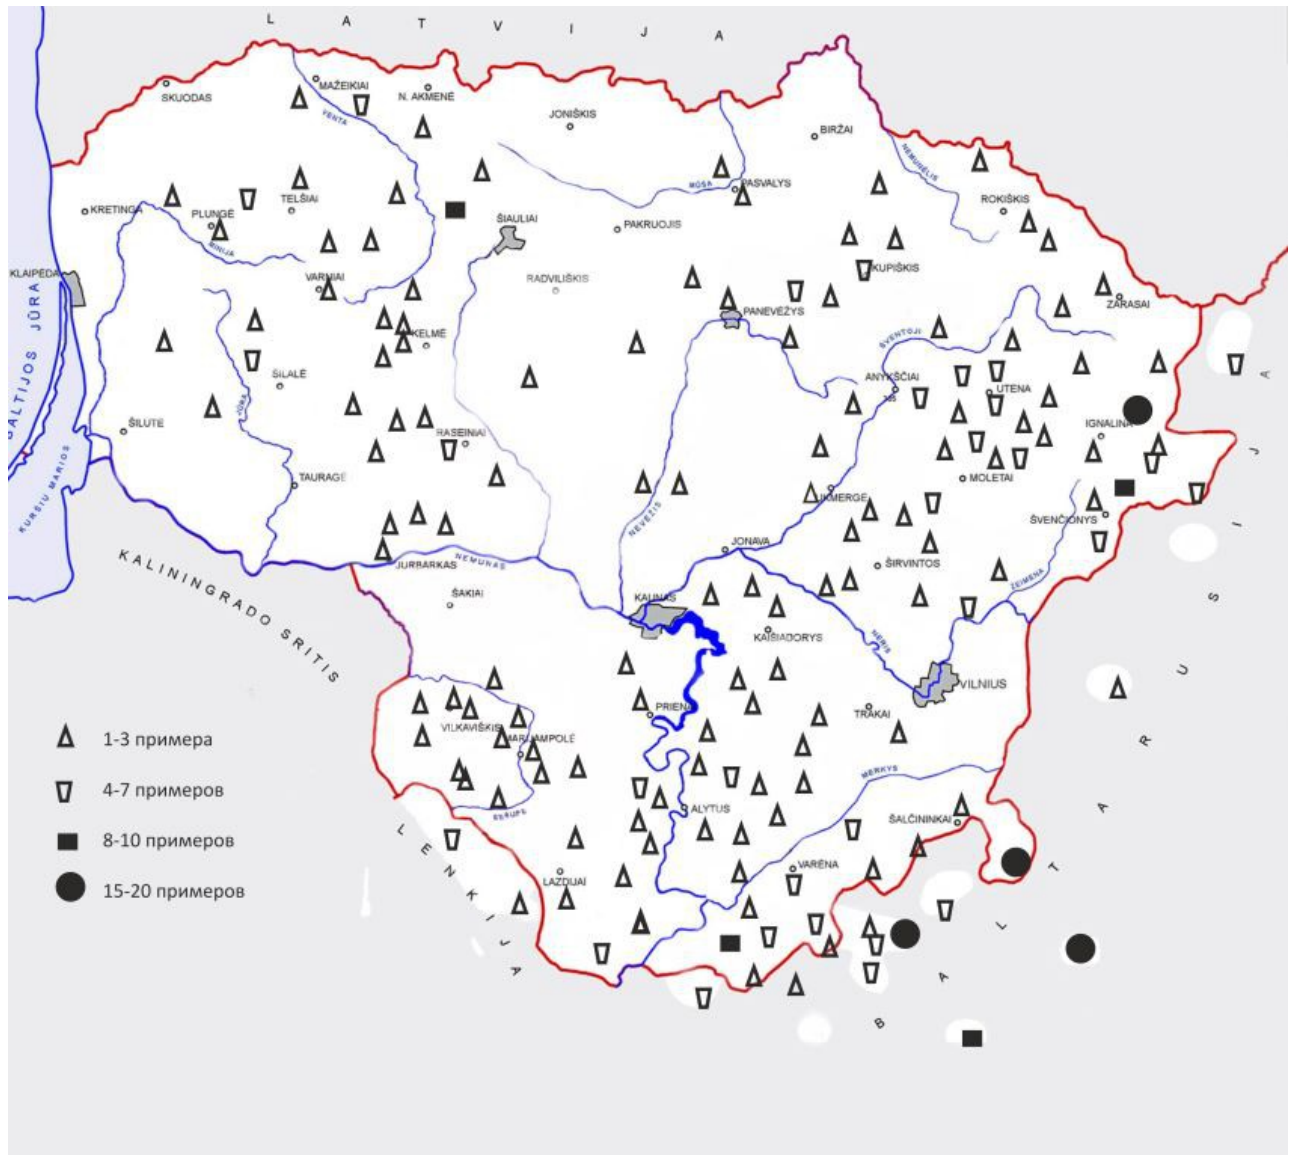 L A T V I J A
MAŽEIKIAI
SKUODAS
N. AKMENĖ
VENTA
JONIŠKIS
BIRŽAI
NEMUNĖLIS
MŪŠA
PASVALYS
TELŠIAI
ROKIŠKIS
KRETINGA
PLUNGĖ
ŠIAULIAI
PAKRUOJIS
MINIJA
KLAIPĖDA
VARNIAI
RADVILIŠKIS
KUPIŠKIS
ZARASAI
PANEVĖŽYS
BALTIJOS JŪRA
KELMĖ
ŠVENTOJI
ŠILALĖ
ANYKŠČIAI
UTENA
JŪRA
ŠILUTĖ
RASEINIAI
IGNALINA
TAURAGĖ
MOLĖTAI
UKMERGĖ
KURŠIŲ MARIOS
NEVĖŽIS
ŠVENČIONYS
JONAVA
NEMUNAS
JURBARKAS
ŠIRVINTOS
ŽEIMENA
KALININGRADO SRITIS
ŠAKIAI
KAUNAS
KAIŠIADORYS
NERIS
VILNIUS
PRIENAI
TRAKAI
VILKAVIŠKIS
MARIJAMPOLĖ
1-3 примера
MERKYS
4-7 примеров
ALYTUS
ŠEŠUPĖ
ŠALČININKAI
8-10 примеров
VARĖNA
LAZDIJAI
15-20 примеров
L E N K I J A
B A L T A R U S I J A